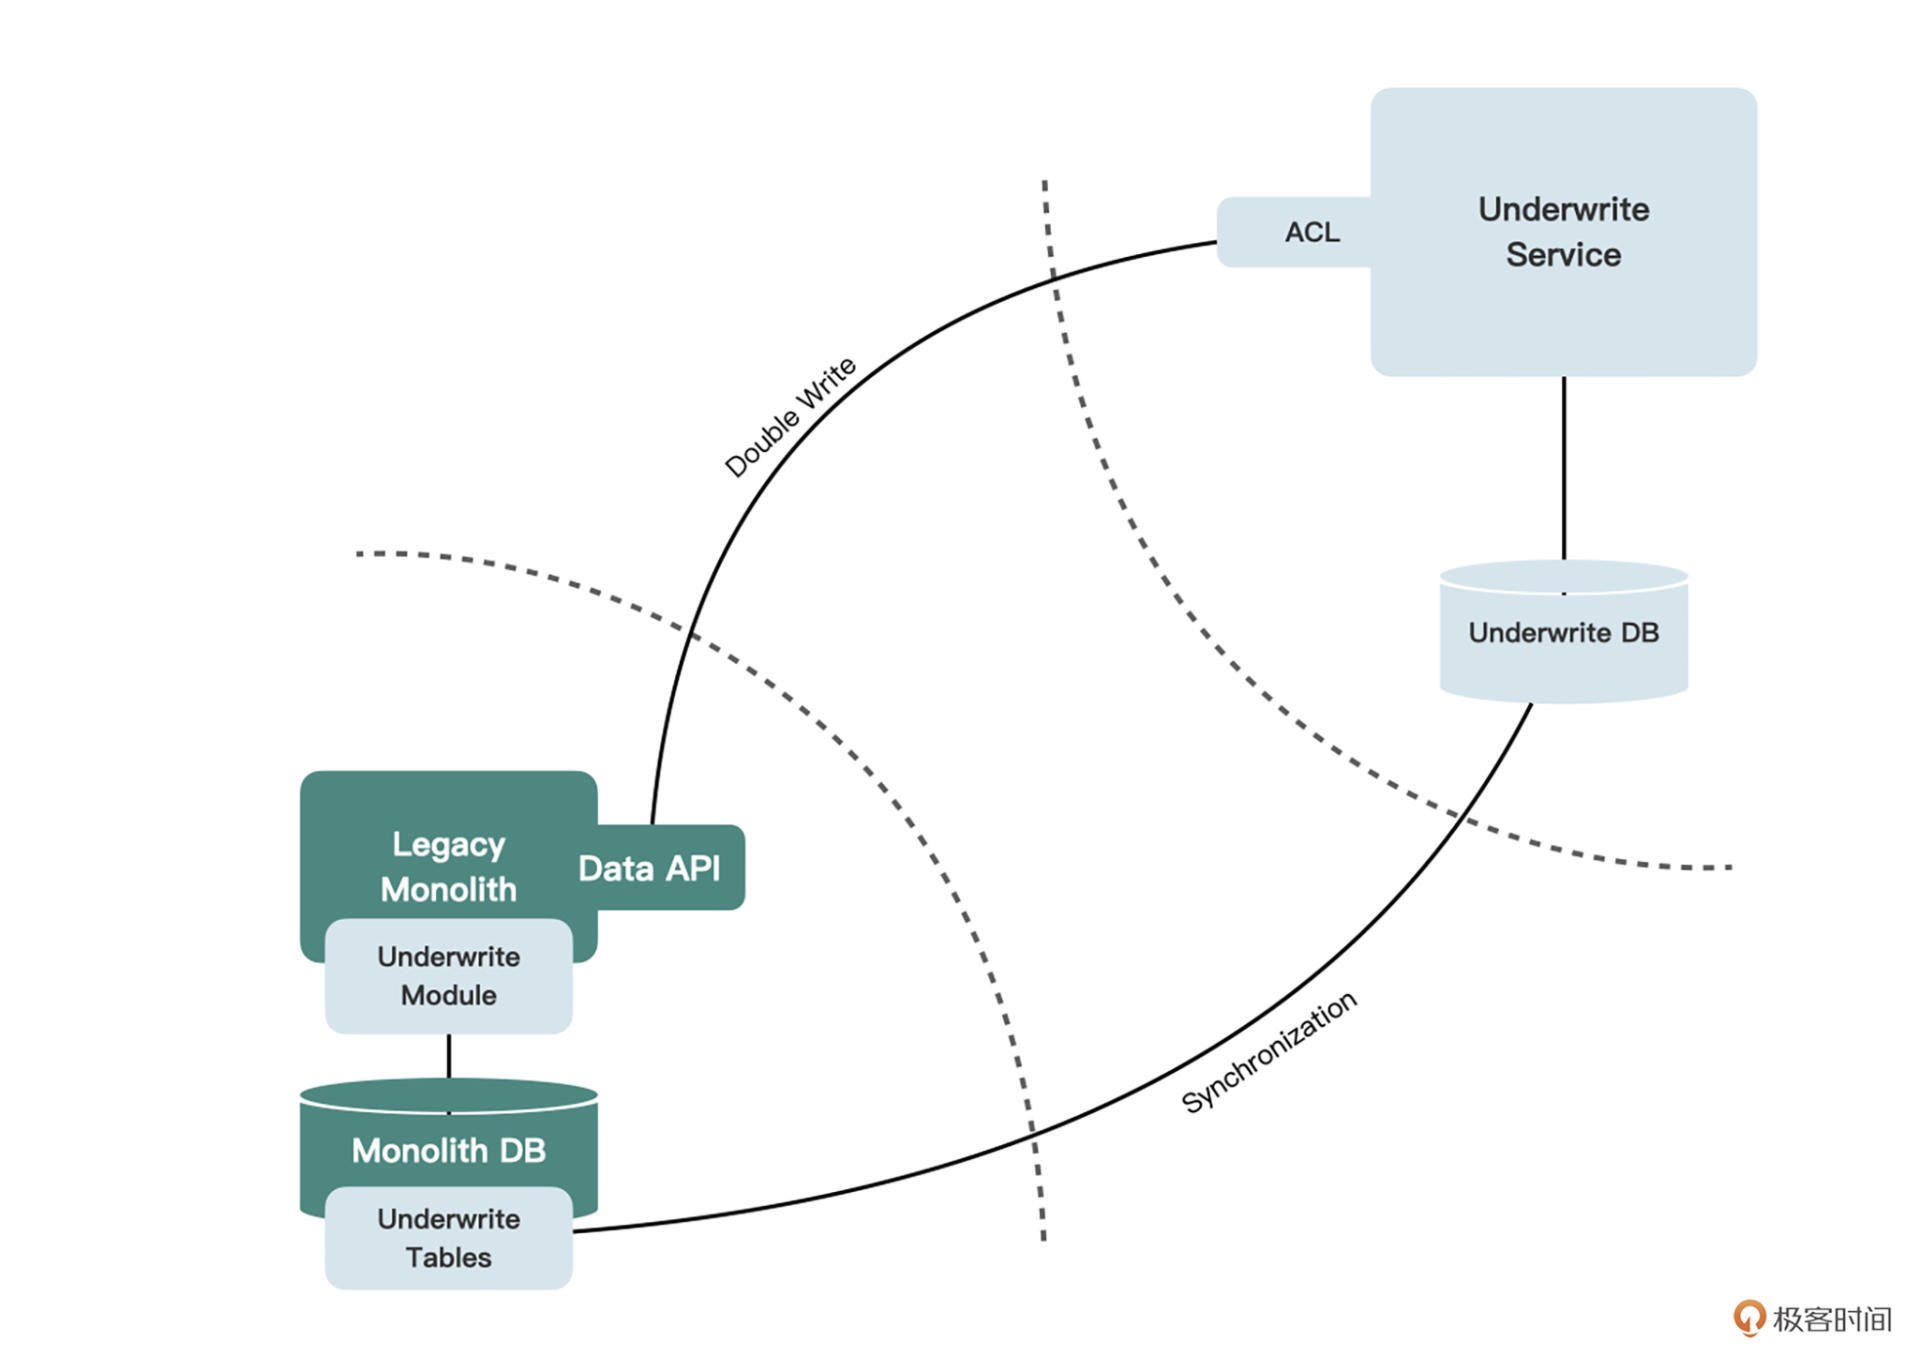 Underwrite
Service
ACL
Double Write
Underwrite DB
Legacy
Monolith
Data API
Underwrite
Module
Synchronization
Monolith DB
Underwrite
Tables
极客时间